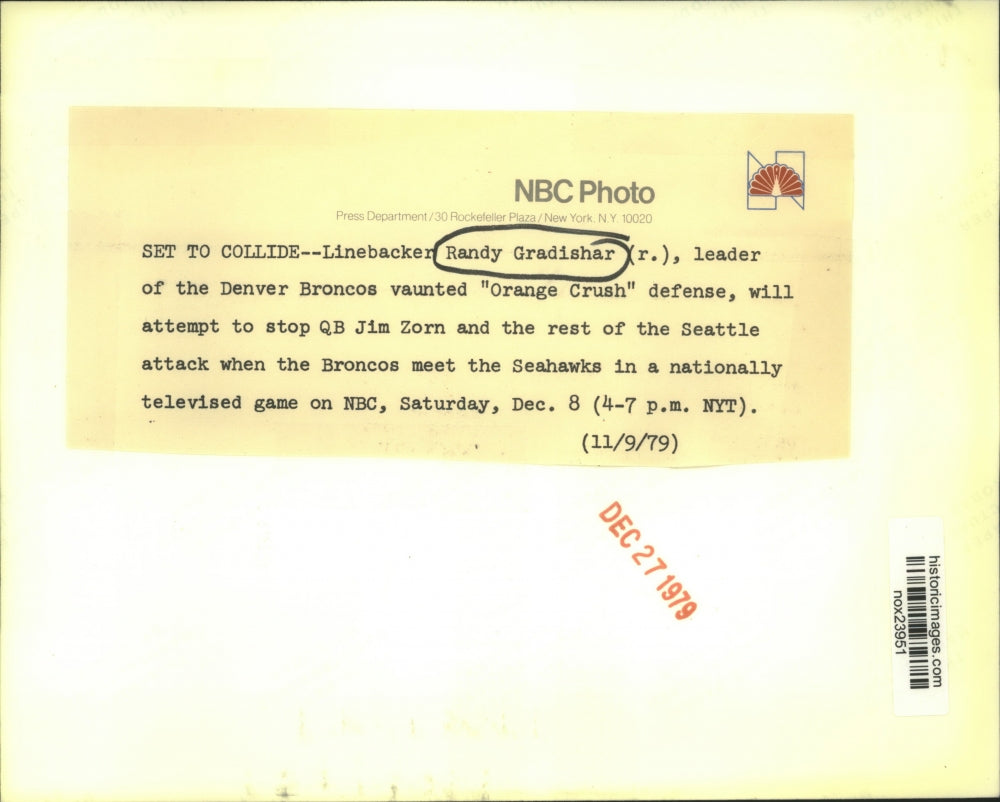 NBC Photo
Press Department/30 Rockefeller Plaza/New York, N.Y. 10020
SET TO COLLIDE--Linebacker Randy Gradishar (r.), leader
of the Denver Broncos vaunted "Orange Crush" defense, will
attempt to stop QB Jim Zorn and the rest of the Seattle
attack when the Broncos meet the Seahawks in a nationally
televised game on NBC, Saturday, Dec. 8 (4-7 p.m. NYT).
(11/9/79)
DEC 27 1979
historicimages.com
nox23951